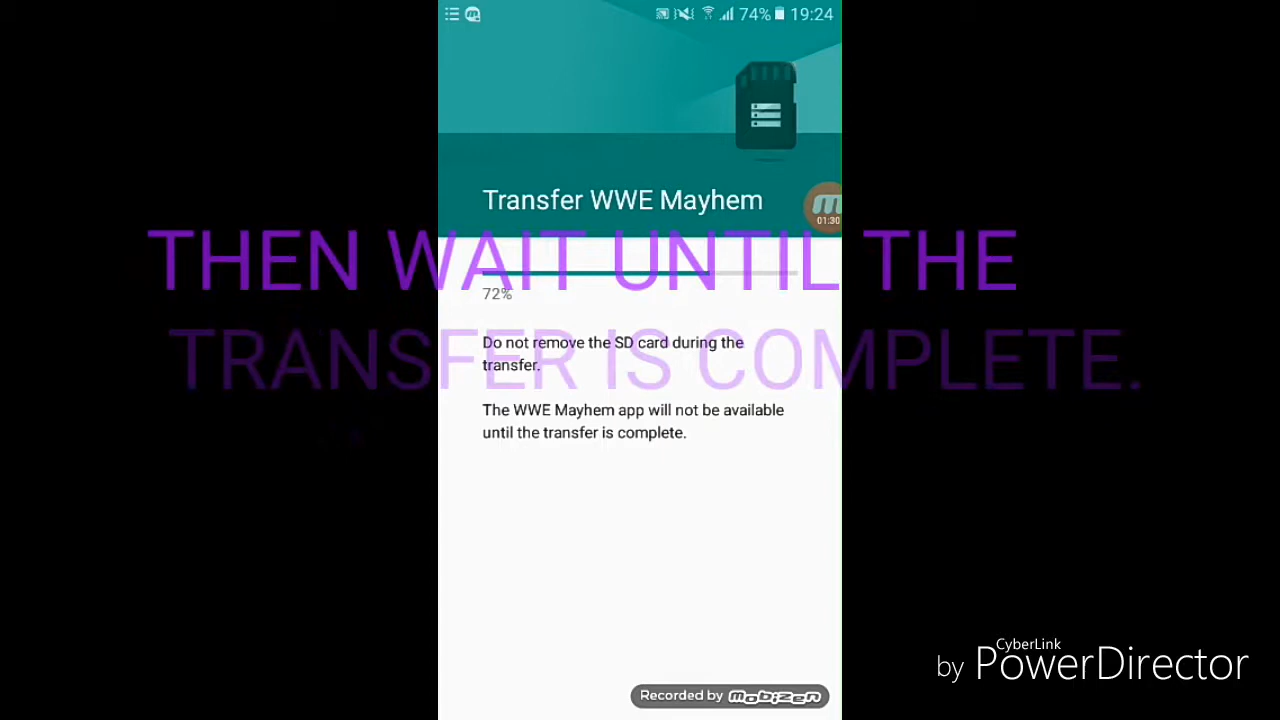 74% 19:24
Transfer WWE Mayhem
01:30
THEN WAIT UNTIL THE
72%
TRANSFER IS COMPLETE.
Do not remove the SD card during the
transfer.
The WWE Mayhem app will not be available
until the transfer is complete.
CyberLink
by PowerDirector
Recorded by mobizen